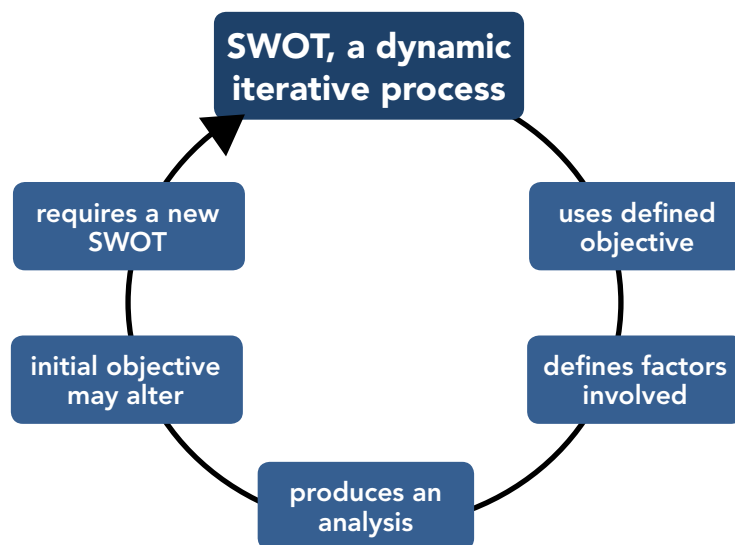 SWOT, a dynamic
iterative process
uses defined
objective
defines factors
involved
produces an
analysis
initial objective
may alter
requires a new
SWOT